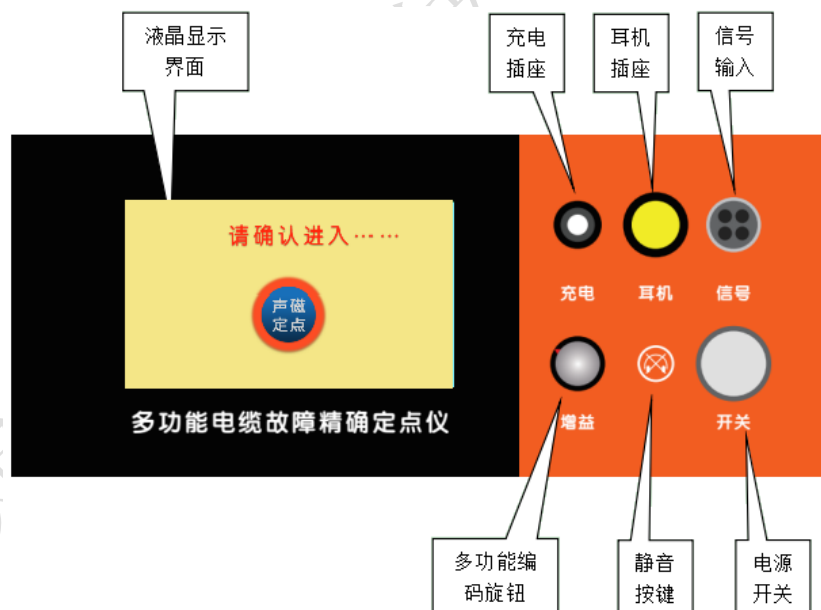 液晶显示
界面
充电
插座
耳机
插座
信号
输入
请确认进入……
声磁
定点
充电
耳机
信号
多功能电缆故障精确定点仪
增益
开关
多功能编
码旋钮
静音
按键
电源
开关